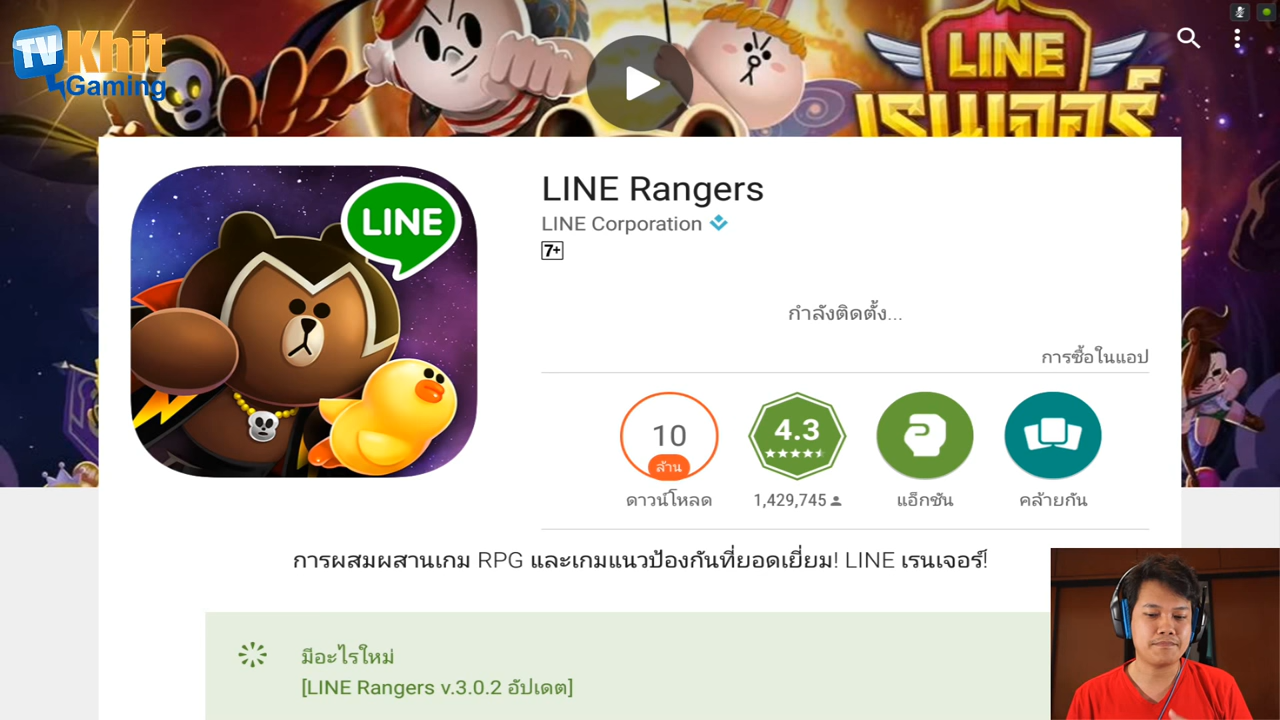 TV Khit
Gaming
LINE
เรนเจอร์
LINE
LINE Rangers
LINE Corporation
7+
กำลังติดตั้ง...
การซื้อในแอป
10
ล้าน
ดาวน์โหลด
4.3
1,429,745
แอ็กชัน
คล้ายกัน
การผสมผสานเกม RPG และเกมแนวป้องกันที่ยอดเยี่ยม! LINE เรนเจอร์!
มีอะไรใหม่
[LINE Rangers v.3.0.2 อัปเดต]